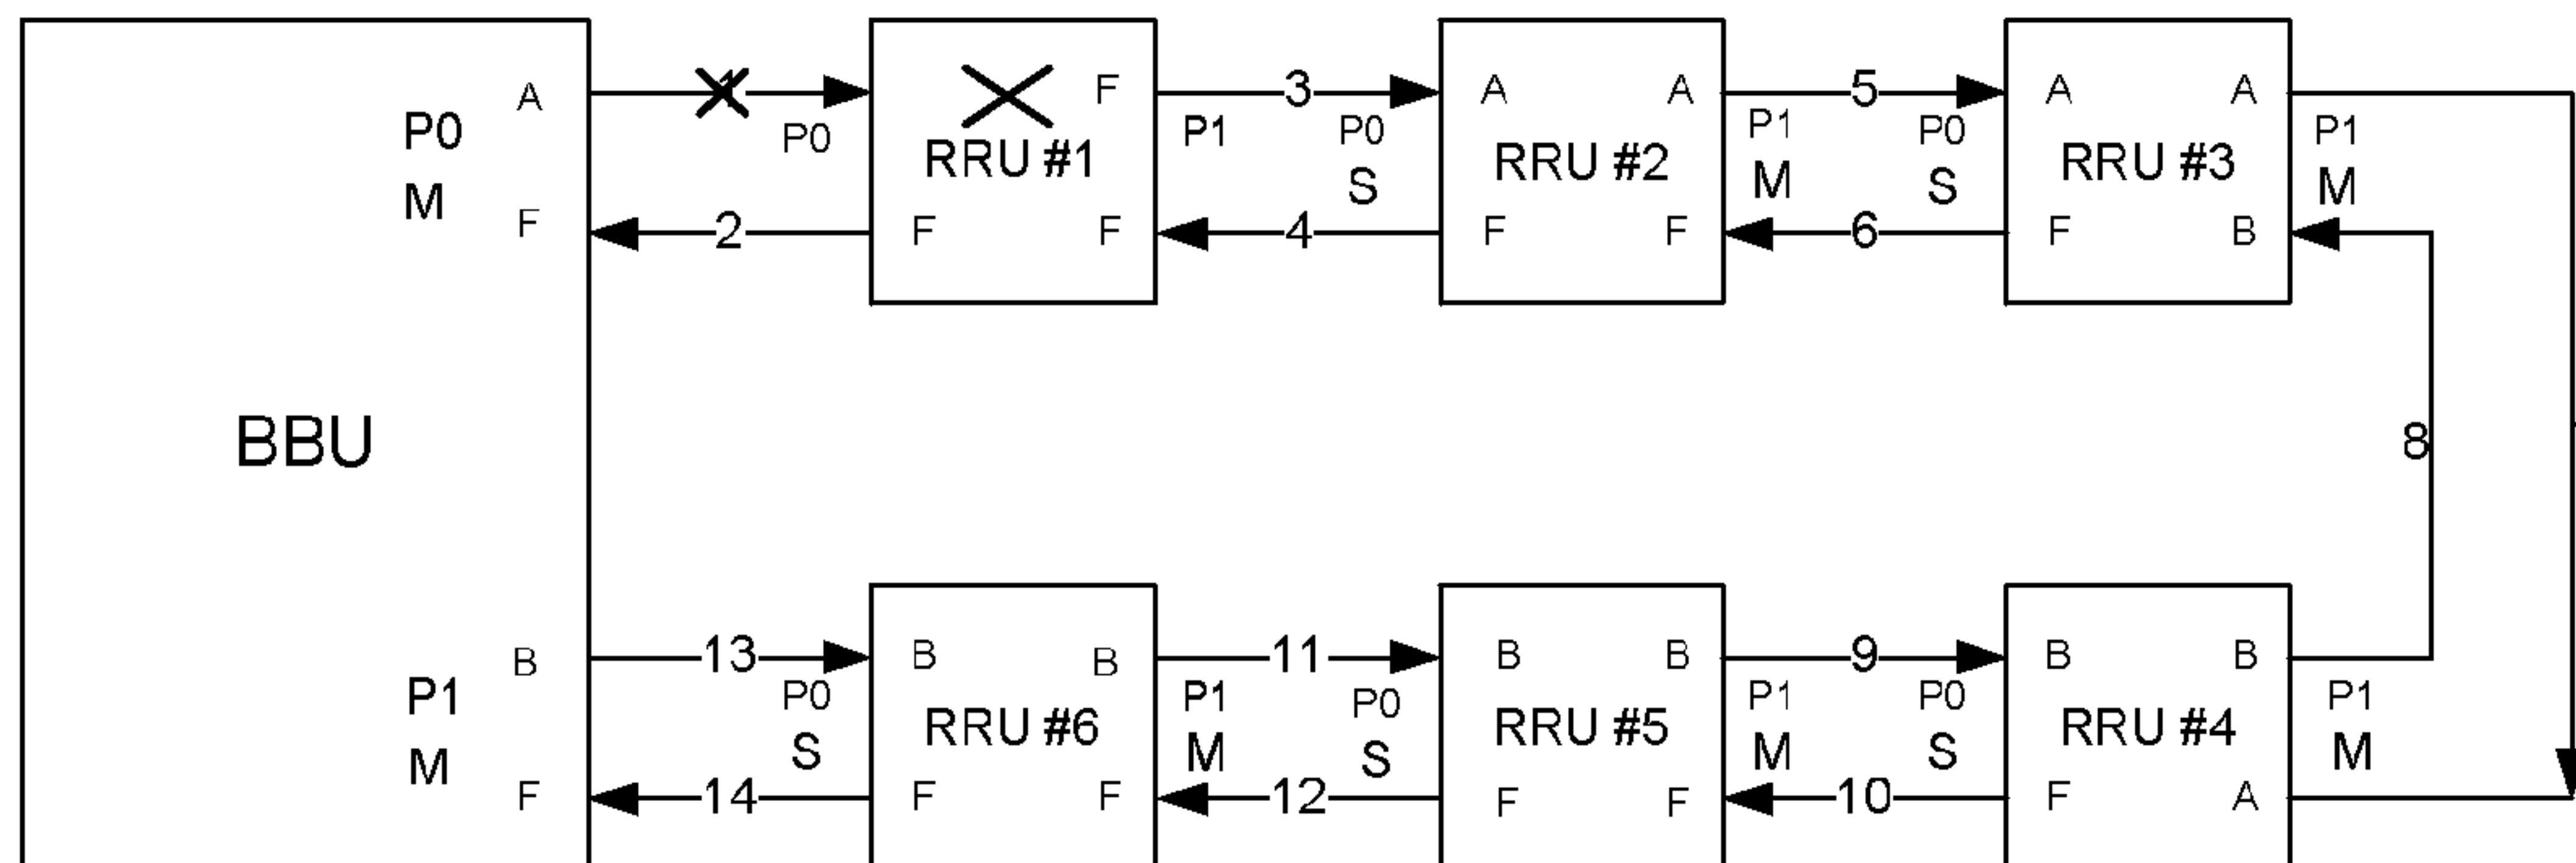 A 1 F 3 A A 5 A A
P0 P0 P1 P0 P1 P0 P1
RRU #1 RRU #2 RRU #3
M S M S M
F 2 F F 4 F F 6 F B
BBU
8
B 13 B B 11 B B 9 B B
P1 P0 P1 P0 P1 P0 P1
RRU #6 RRU #5 RRU #4
M S M S M S M
F 14 F F 12 F F 10 F A